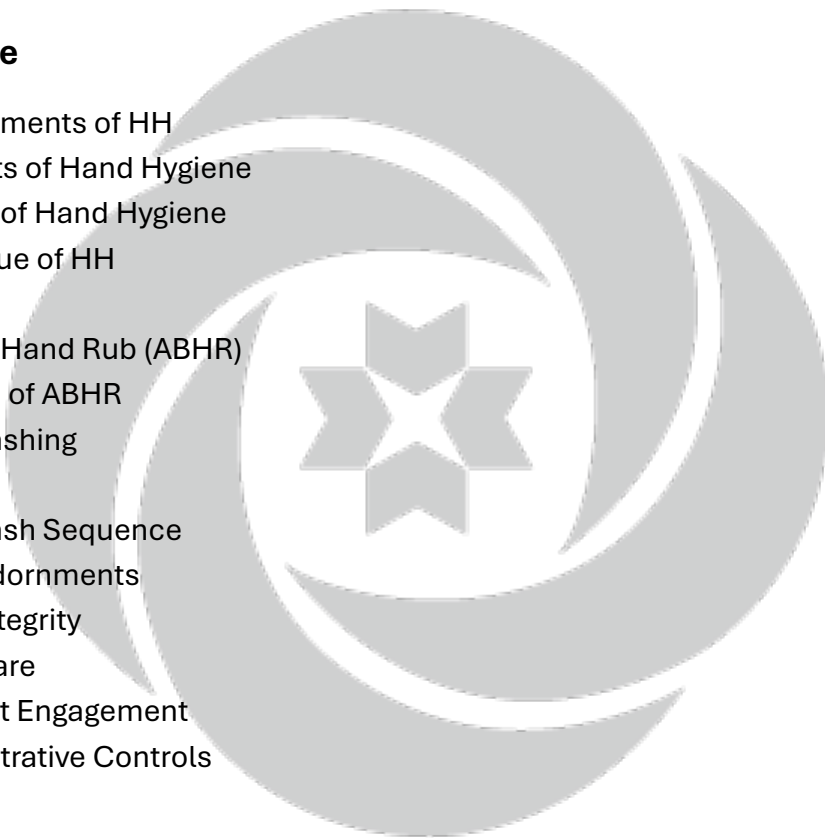 e
ments of HH
ts of Hand Hygiene
of Hand Hygiene
ue of HH
Hand Rub (ABHR)
of ABHR
shing
sh Sequence
dornments
tegrity
are
t Engagement
trative Controls